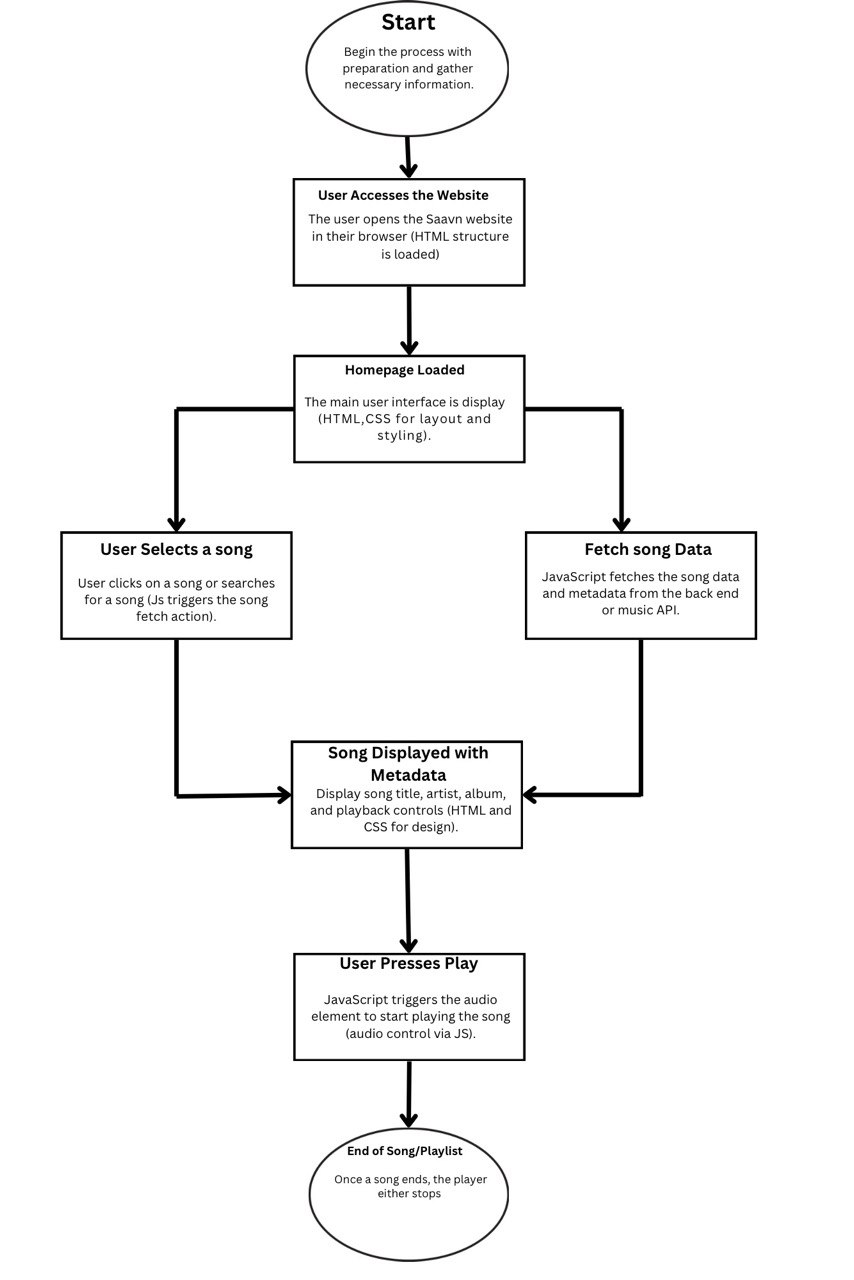 Start
Begin the process with
preparation and gather
necessary information.
User Accesses the Website
The user opens the Saavn website
in their browser (HTML structure
is loaded)
Homepage Loaded
The main user interface is display
(HTML,CSS for layout and
styling).
User Selects a song
User clicks on a song or searches
for a song (Js triggers the song
fetch action).
Fetch song Data
JavaScript fetches the song data
and metadata from the back end
or music API.
Song Displayed with
Metadata
Display song title, artist, album,
and playback controls (HTML and
CSS for design).
User Presses Play
JavaScript triggers the audio
element to start playing the song
(audio control via JS).
End of Song/Playlist
Once a song ends, the player
either stops